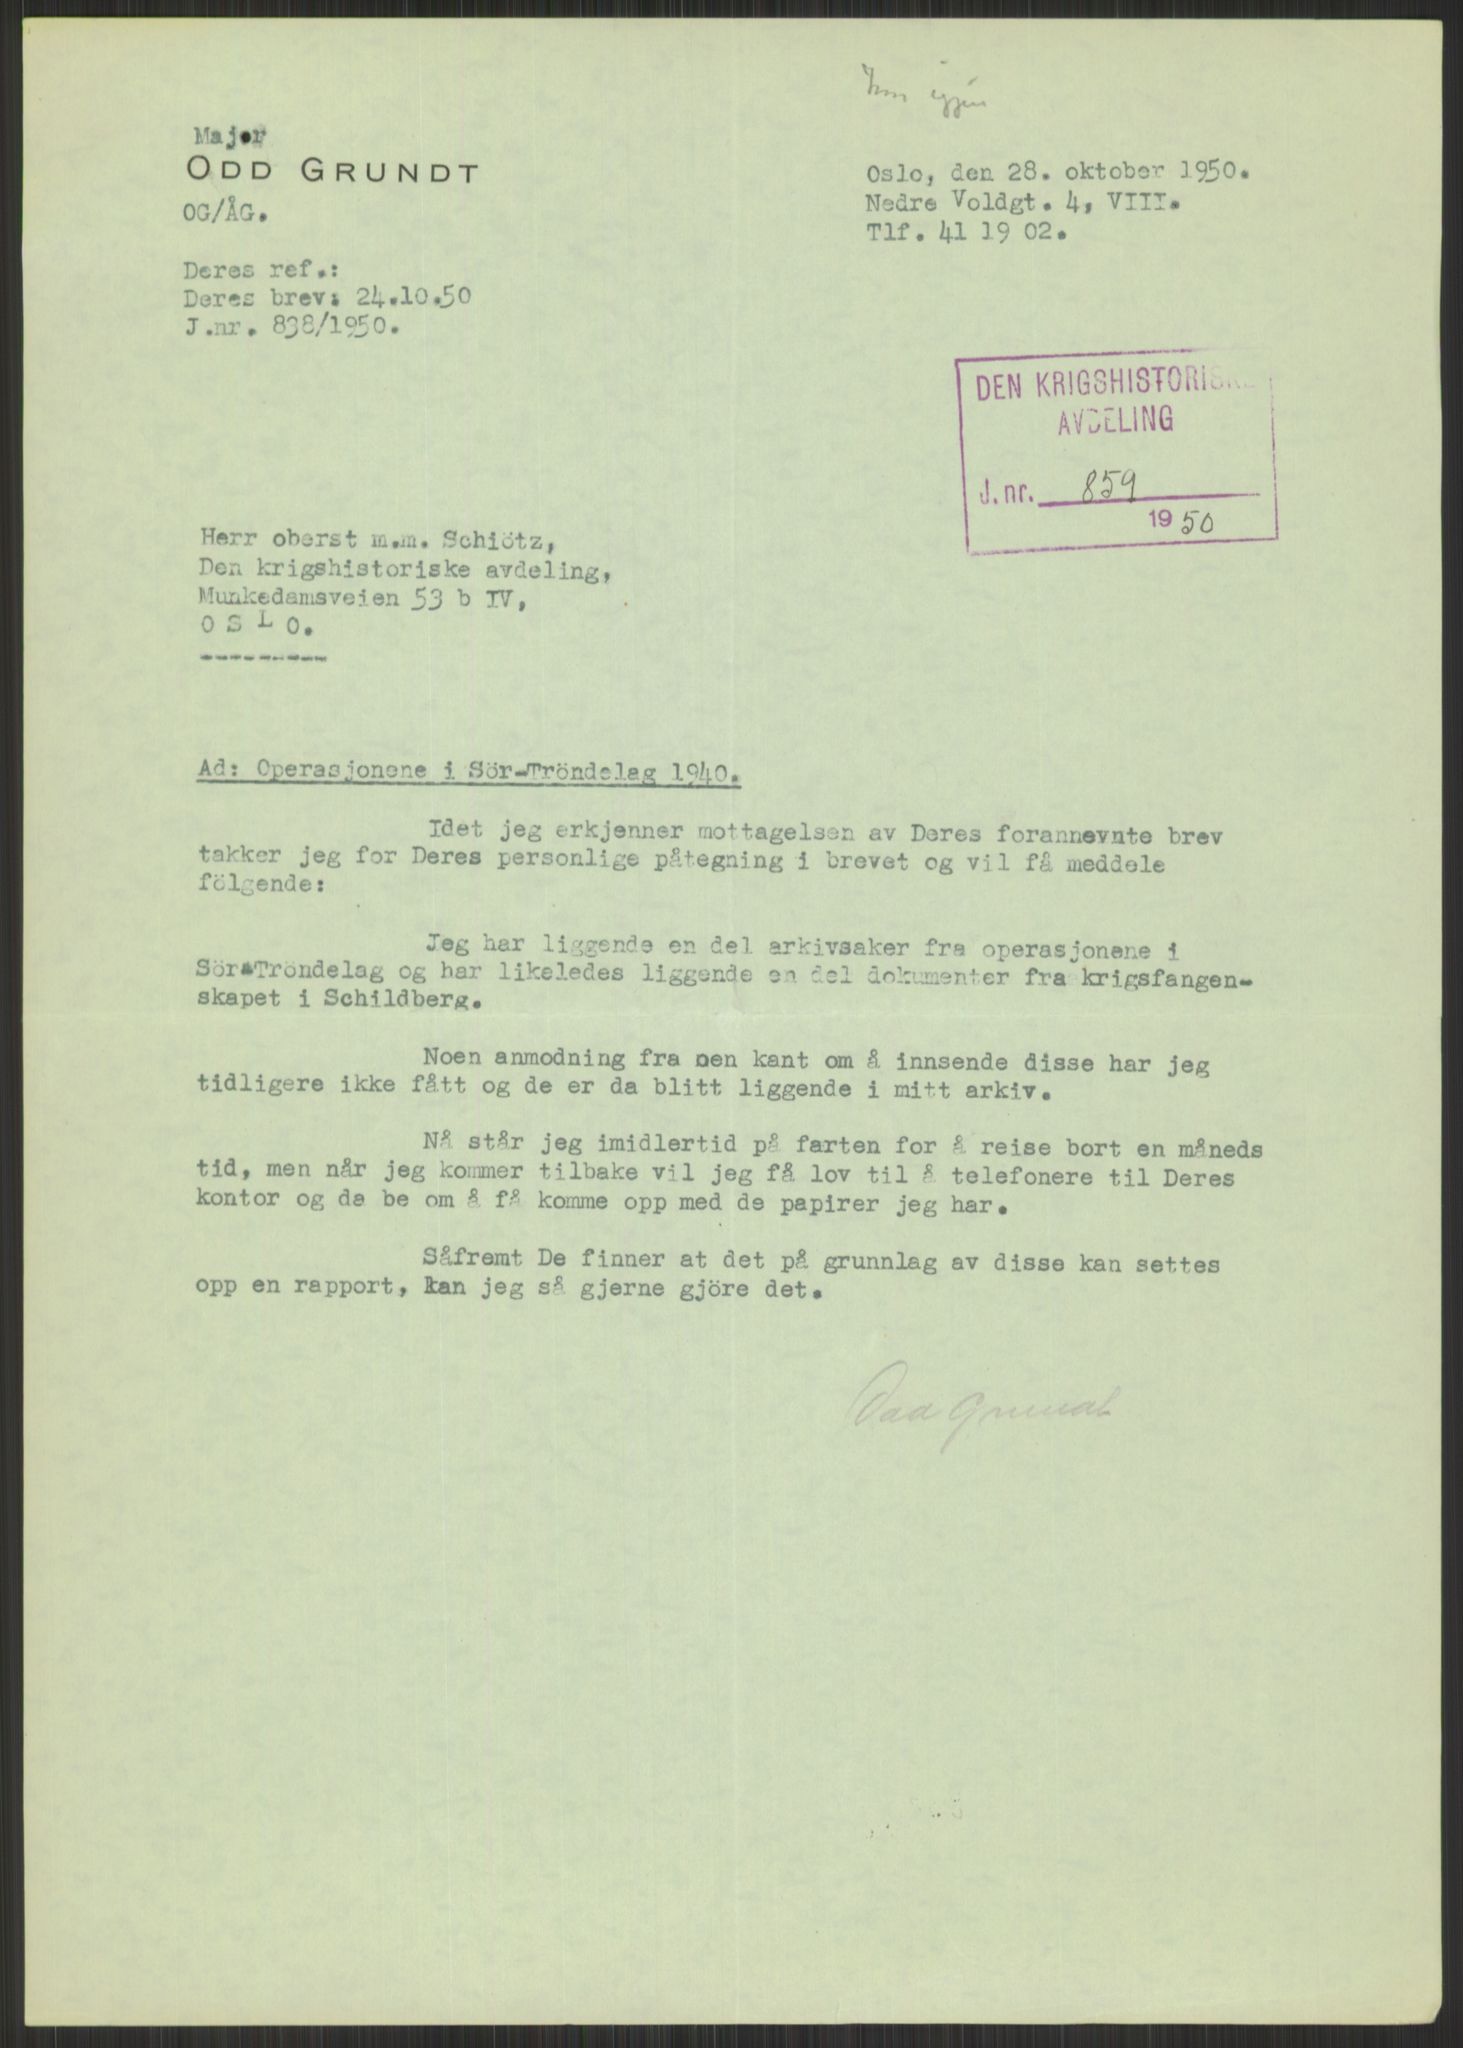 igjen
Major
ODD GRUNDT
OG/ÅG.
Oslo, den 28. oktober 1950.
Nedre Voldgt. 4, VIII.
Tlf. 41 19 02.
Deres ref.:
Deres brev: 24.10.50
J.nr. 838/1950.
DEN KRIGSHISTORISKE
AVDELING
J. nr. 859
1950
Herr oberst m.m. Schiötz,
Den krigshistoriske avdeling,
Munkedamsveien 53 b IV,
O S L O.
Ad: Operasjonene i Sör-Tröndelag 1940.
Idet jeg erkjenner mottagelsen av Deres forannevnte brev
takker jeg for Deres personlige påtegning i brevet og vil få meddele
fölgende:
Jeg har liggende en del arkivsaker fra operasjonene i
Sör-Tröndelag og har likeledes liggende en del dokumenter fra krigsfangen-
skapet i Schildberg.
Noen anmodning fra noen kant om å innsende disse har jeg
tidligere ikke fått og de er da blitt liggende i mitt arkiv.
Nå står jeg imidlertid på farten for å reise bort en måneds
tid, men når jeg kommer tilbake vil jeg få lov til å telefonere til Deres
kontor og da be om å få komme opp med de papirer jeg har.
Såfremt De finner at det på grunnlag av disse kan settes
opp en rapport, kan jeg så gjerne gjöre det.
Odd Grundt